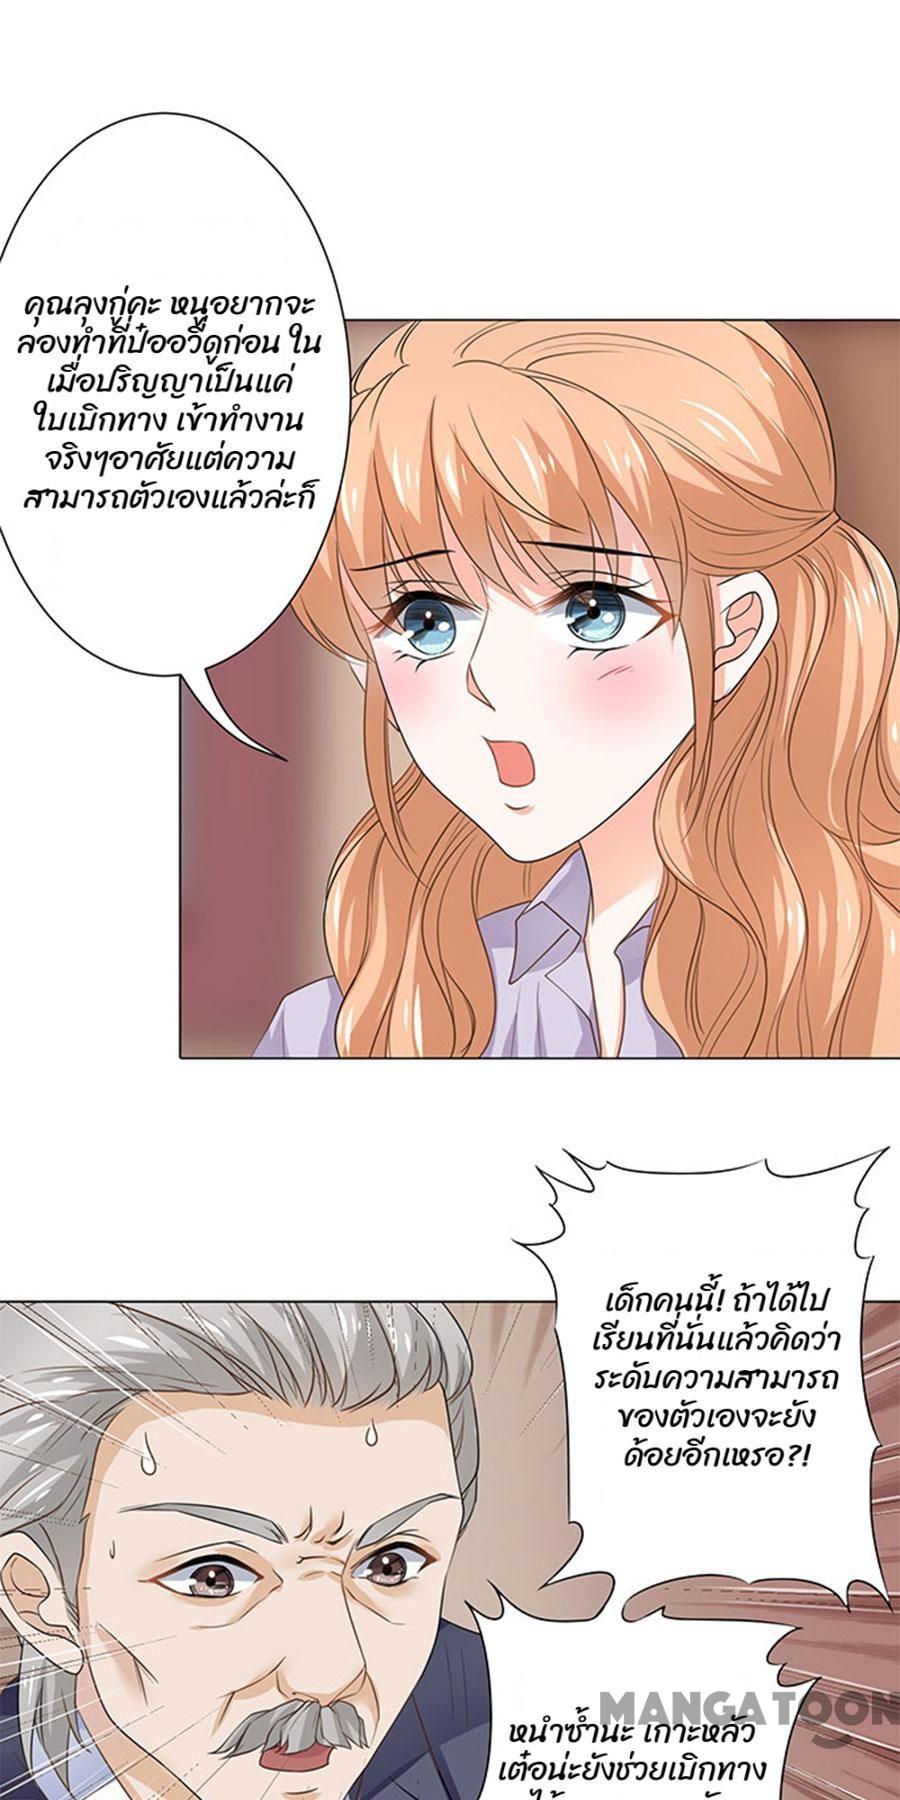 คุณลุงกู่คะ หนูอยากจะ
ลองทำที่ป๋ออวี้ดูก่อน ใน
เมื่อปริญญาเป็นแค่
ใบเบิกทาง เข้าทำงาน
จริงๆอาศัยแต่ความ
สามารถตัวเองแล้วล่ะก็
เด็กคนนี้! ถ้าได้ไป
เรียนที่นั่นแล้วคิดว่า
ระดับความสามารถ
ของตัวเองจะยัง
ด้อยอีกเหรอ?!
MANGATOON
หนำซ้ำนะ เกาะหลัว
เต๋อน่ะยังช่วยเบิกทาง